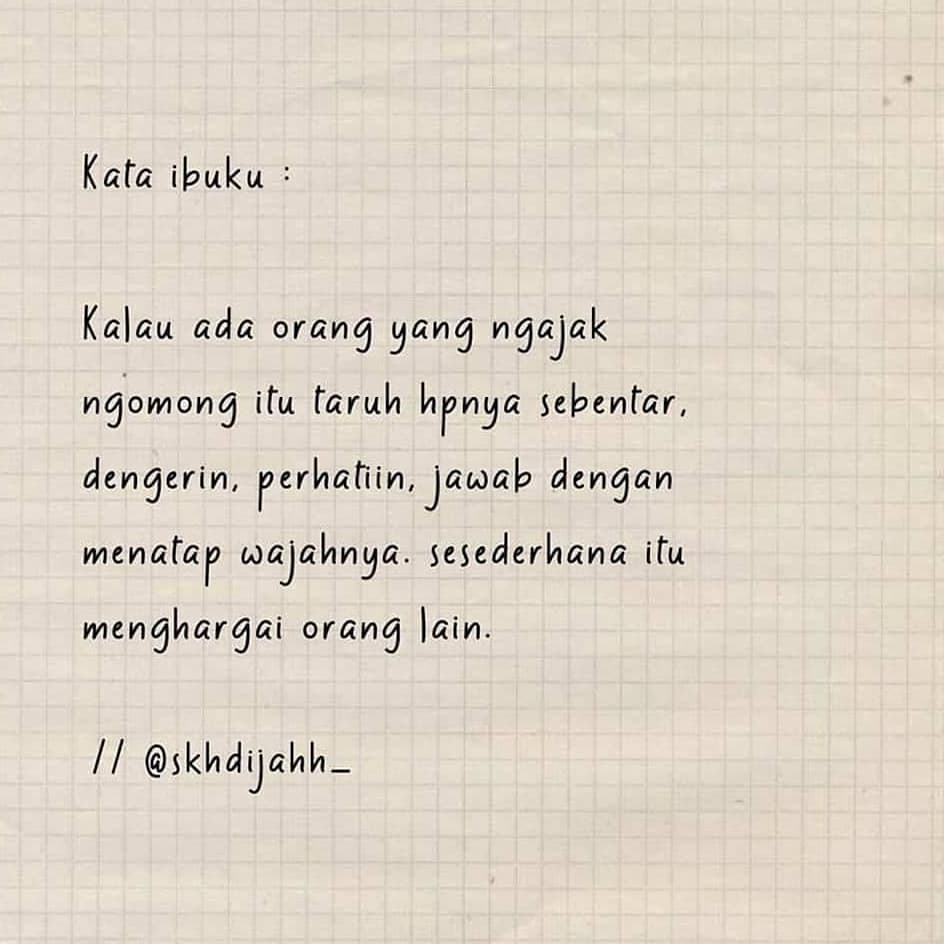 Kata ibuku :
Kalau ada orang yang ngajak
ngomong itu taruh hpnya sebentar,
dengerin, perhatiin, jawab dengan
menatap wajahnya. sesederhana itu
menghargai orang lain.
// @skhdijahh_